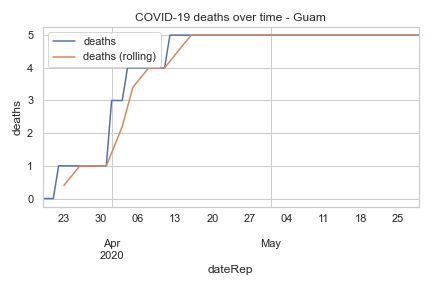 COVID-19 deaths over time - Guam
deaths
deaths (rolling)
5
4
3
2
1
0
deaths
23 30 06 13 20 27 04 11 18 25
Apr May
2020
dateRep